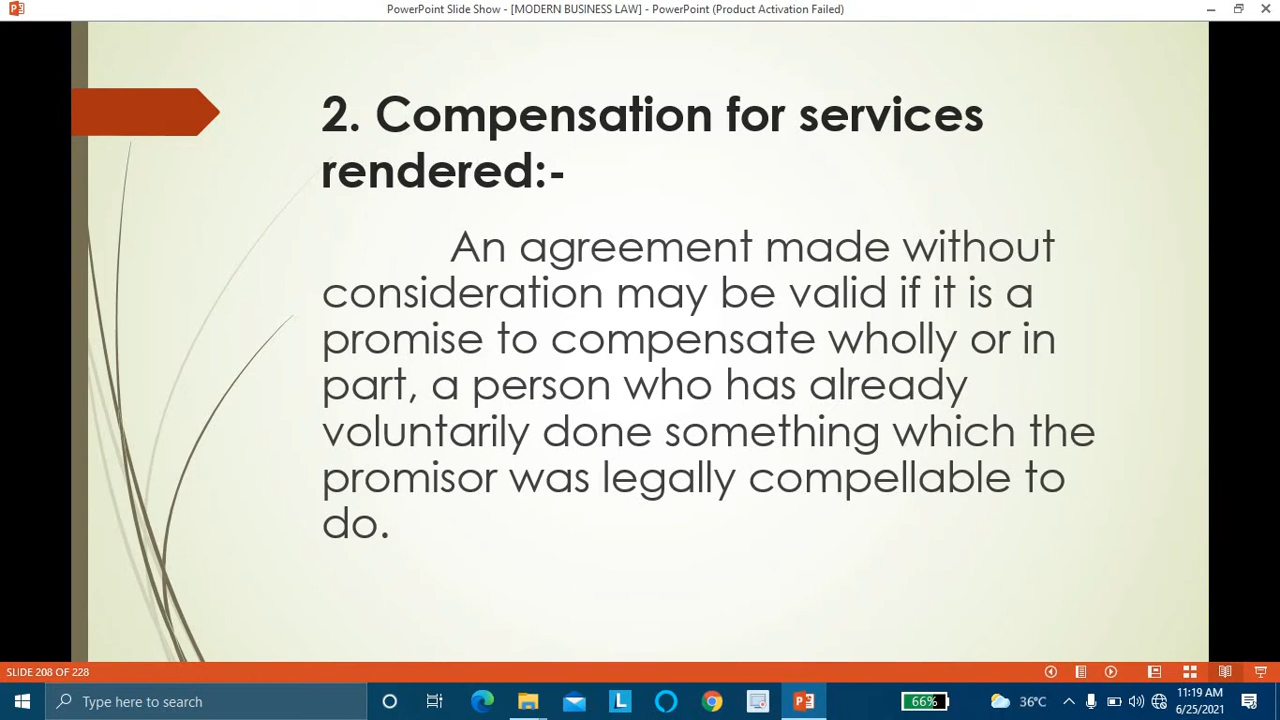 PowerPoint Slide Show - [MODERN BUSINESS LAW] - PowerPoint (Product Activation Failed)
2. Compensation for services
rendered:-
An agreement made without
consideration may be valid if it is a
promise to compensate wholly or in
part, a person who has already
voluntarily done something which the
promisor was legally compellable to
do.
SLIDE 208 OF 228
Type here to search
66%
36°C
11:19 AM
6/25/2021